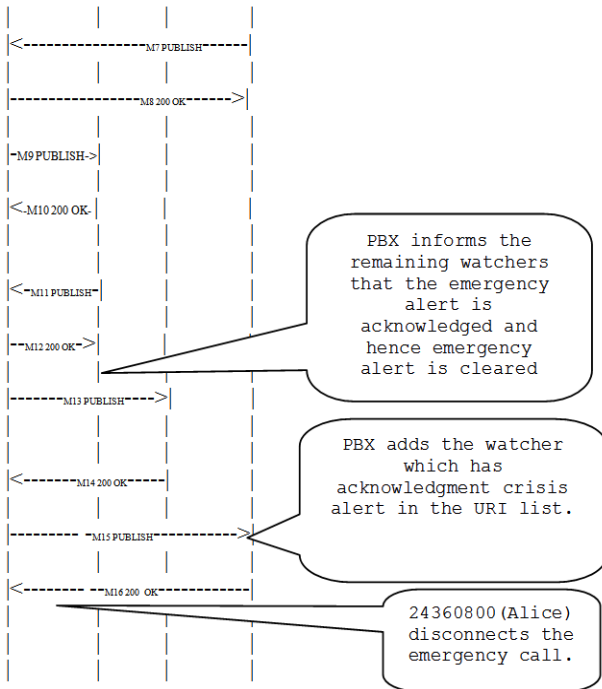 M7 PUBLISH
M8 200 OK
M9 PUBLISH
M10 200 OK
PBX informs the
remaining watchers
that the emergency
alert is
acknowledged and
hence emergency
alert is cleared
M11 PUBLISH
M12 200 OK
M13 PUBLISH
PBX adds the watcher
which has
acknowledgment crisis
alert in the URI list.
M14 200 OK
M15 PUBLISH
M16 200 OK
24360800(Alice)
disconnects the
emergency call.